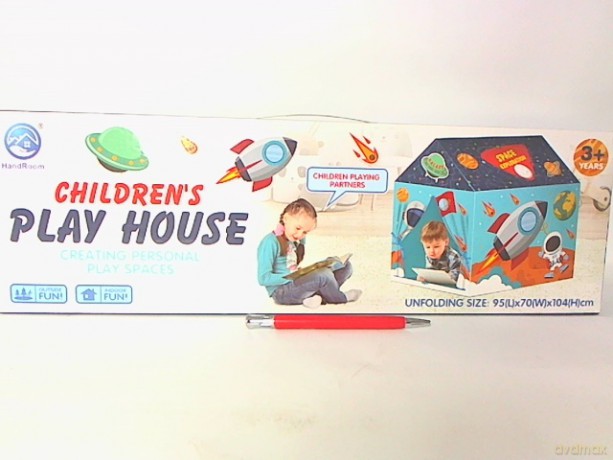 HandRoom
CHILDREN'S
PLAY HOUSE
CREATING PERSONAL
PLAY SPACES
OUTDOOR
FUN!
INDOOR
FUN!
CHILDREN PLAYING
PARTNERS
SPACE
3+
YEARS
UNFOLDING SIZE: 95(L)x70(W)x104(H)cm
avdmax